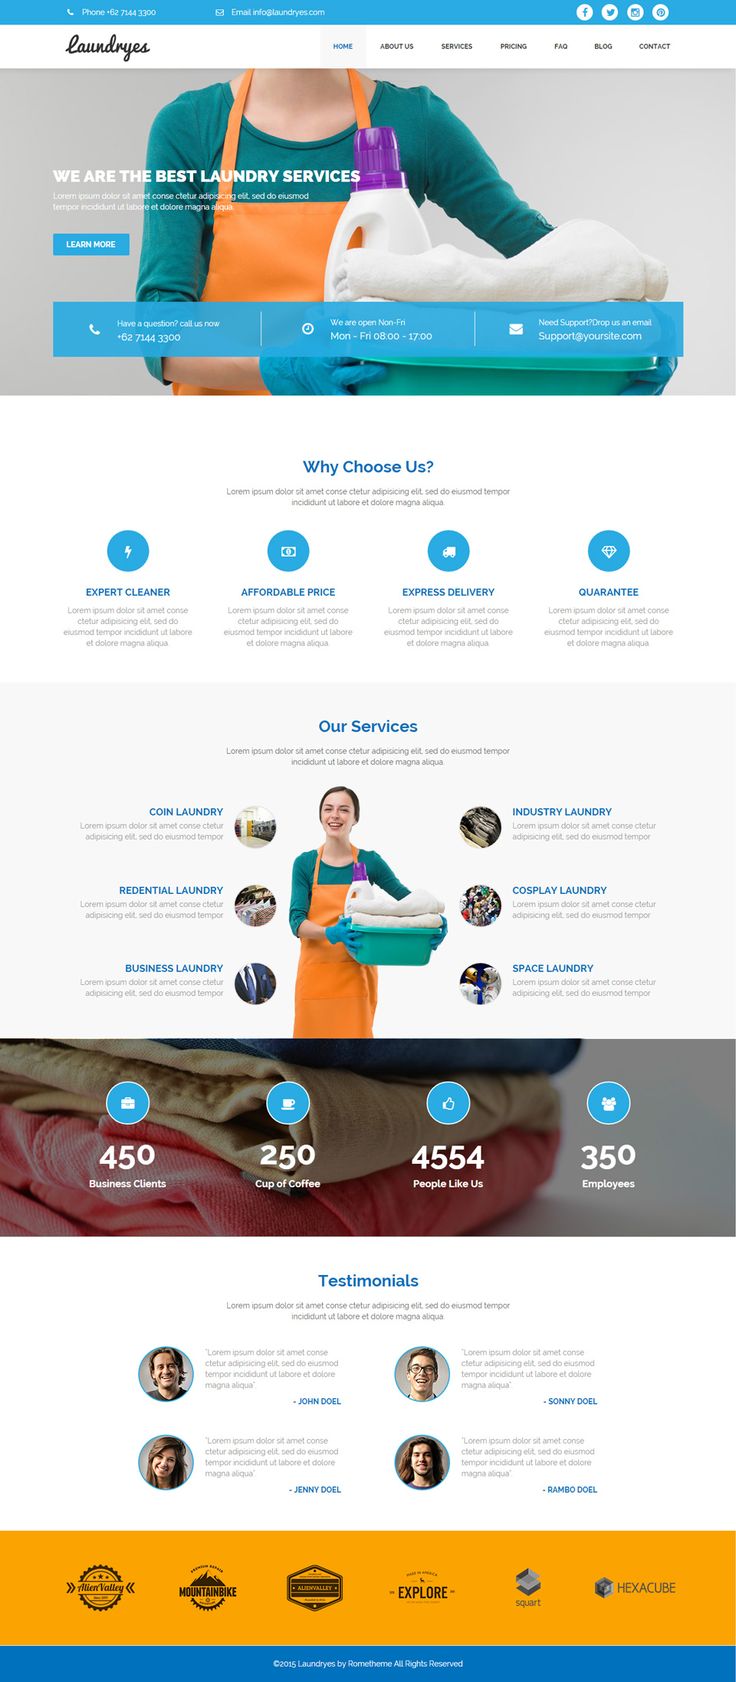 Phone +62 7144 3300
Email info@laundryes.com
Laundryes
HOME
ABOUT US
SERVICES
PRICING
FAQ
BLOG
CONTACT
WE ARE THE BEST LAUNDRY SERVICES
Lorem ipsum dolor sit amet conse ctetur adipisicing elit, sed do eiusmod
tempor incididunt ut labore et dolore magna aliqua.
LEARN MORE
Have a question? call us now
+62 7144 3300
We are open Non-Fri
Mon - Fri 08:00 - 17:00
Need Support?Drop us an email
Support@yoursite.com
Why Choose Us?
Lorem ipsum dolor sit amet conse ctetur adipisicing elit, sed do eiusmod tempor
incididunt ut labore et dolore magna aliqua.
EXPERT CLEANER
Lorem ipsum dolor sit amet conse
ctetur adipisicing elit, sed do
eiusmod tempor incididunt ut labore
et dolore magna aliqua.
AFFORDABLE PRICE
Lorem ipsum dolor sit amet conse
ctetur adipisicing elit, sed do
eiusmod tempor incididunt ut labore
et dolore magna aliqua.
EXPRESS DELIVERY
Lorem ipsum dolor sit amet conse
ctetur adipisicing elit, sed do
eiusmod tempor incididunt ut labore
et dolore magna aliqua.
QUARANTEE
Lorem ipsum dolor sit amet conse
ctetur adipisicing elit, sed do
eiusmod tempor incididunt ut labore
et dolore magna aliqua.
Our Services
Lorem ipsum dolor sit amet conse ctetur adipisicing elit, sed do eiusmod tempor
incididunt ut labore et dolore magna aliqua.
COIN LAUNDRY
Lorem ipsum dolor sit amet conse ctetur
adipisicing elit, sed do eiusmod tempor
REDENTIAL LAUNDRY
Lorem ipsum dolor sit amet conse ctetur
adipisicing elit, sed do eiusmod tempor
BUSINESS LAUNDRY
Lorem ipsum dolor sit amet conse ctetur
adipisicing elit, sed do eiusmod tempor
INDUSTRY LAUNDRY
Lorem ipsum dolor sit amet conse ctetur
adipisicing elit, sed do eiusmod tempor
COSPLAY LAUNDRY
Lorem ipsum dolor sit amet conse ctetur
adipisicing elit, sed do eiusmod tempor
SPACE LAUNDRY
Lorem ipsum dolor sit amet conse ctetur
adipisicing elit, sed do eiusmod tempor
450
Business Clients
250
Cup of Coffee
4554
People Like Us
350
Employees
Testimonials
Lorem ipsum dolor sit amet conse ctetur adipisicing elit, sed do eiusmod tempor
incididunt ut labore et dolore magna aliqua.
"Lorem ipsum dolor sit amet conse
ctetur adipisicing elit, sed do eiusmod
tempor incididunt ut labore et dolore
magna aliqua".
- JOHN DOEL
"Lorem ipsum dolor sit amet conse
ctetur adipisicing elit, sed do eiusmod
tempor incididunt ut labore et dolore
magna aliqua".
- SONNY DOEL
"Lorem ipsum dolor sit amet conse
ctetur adipisicing elit, sed do eiusmod
tempor incididunt ut labore et dolore
magna aliqua".
- JENNY DOEL
"Lorem ipsum dolor sit amet conse
ctetur adipisicing elit, sed do eiusmod
tempor incididunt ut labore et dolore
magna aliqua".
- RAMBO DOEL
AlienValley
PREMIUM REPAIR
MOUNTAINBIKE
ALIENVALLEY
MADE IN AMERICA
EXPLORE
squart
HEXACUBE
©2015 Laundryes by Rometheme All Rights Reserved